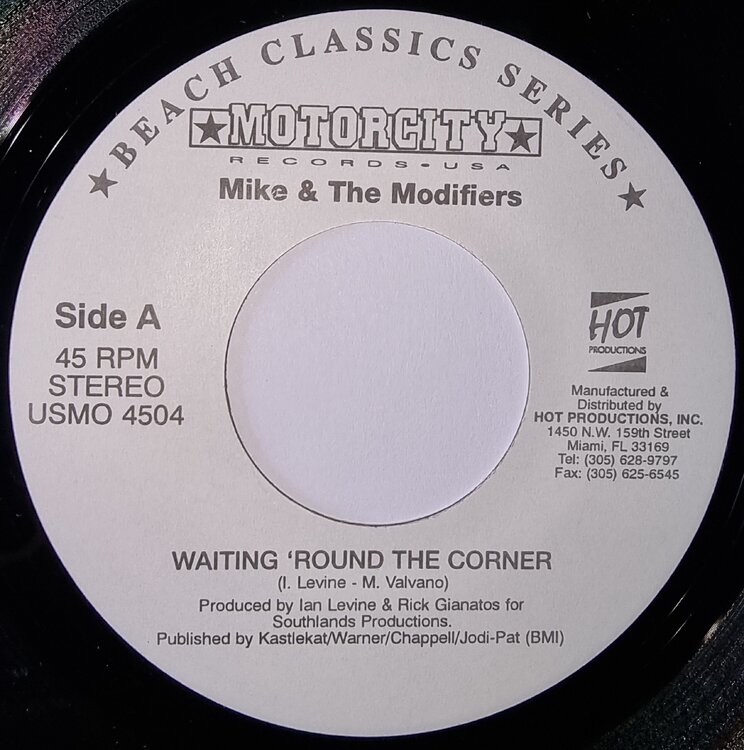 BEACH CLASSICS SERIES
MOTORCITY
RECORDS • USA
Mike & The Modifiers
Side A
45 RPM
STEREO
USMO 4504
HOT
PRODUCTIONS
Manufactured &
Distributed by
HOT PRODUCTIONS, INC.
1450 N.W. 159th Street
Miami, FL 33169
Tel: (305) 628-9797
Fax: (305) 625-6545
WAITING ‘ROUND THE CORNER
(I. Levine - M. Valvano)
Produced by Ian Levine & Rick Gianatos for
Southlands Productions.
Published by Kastlekat/Warner/Chappell/Jodi-Pat (BMI)